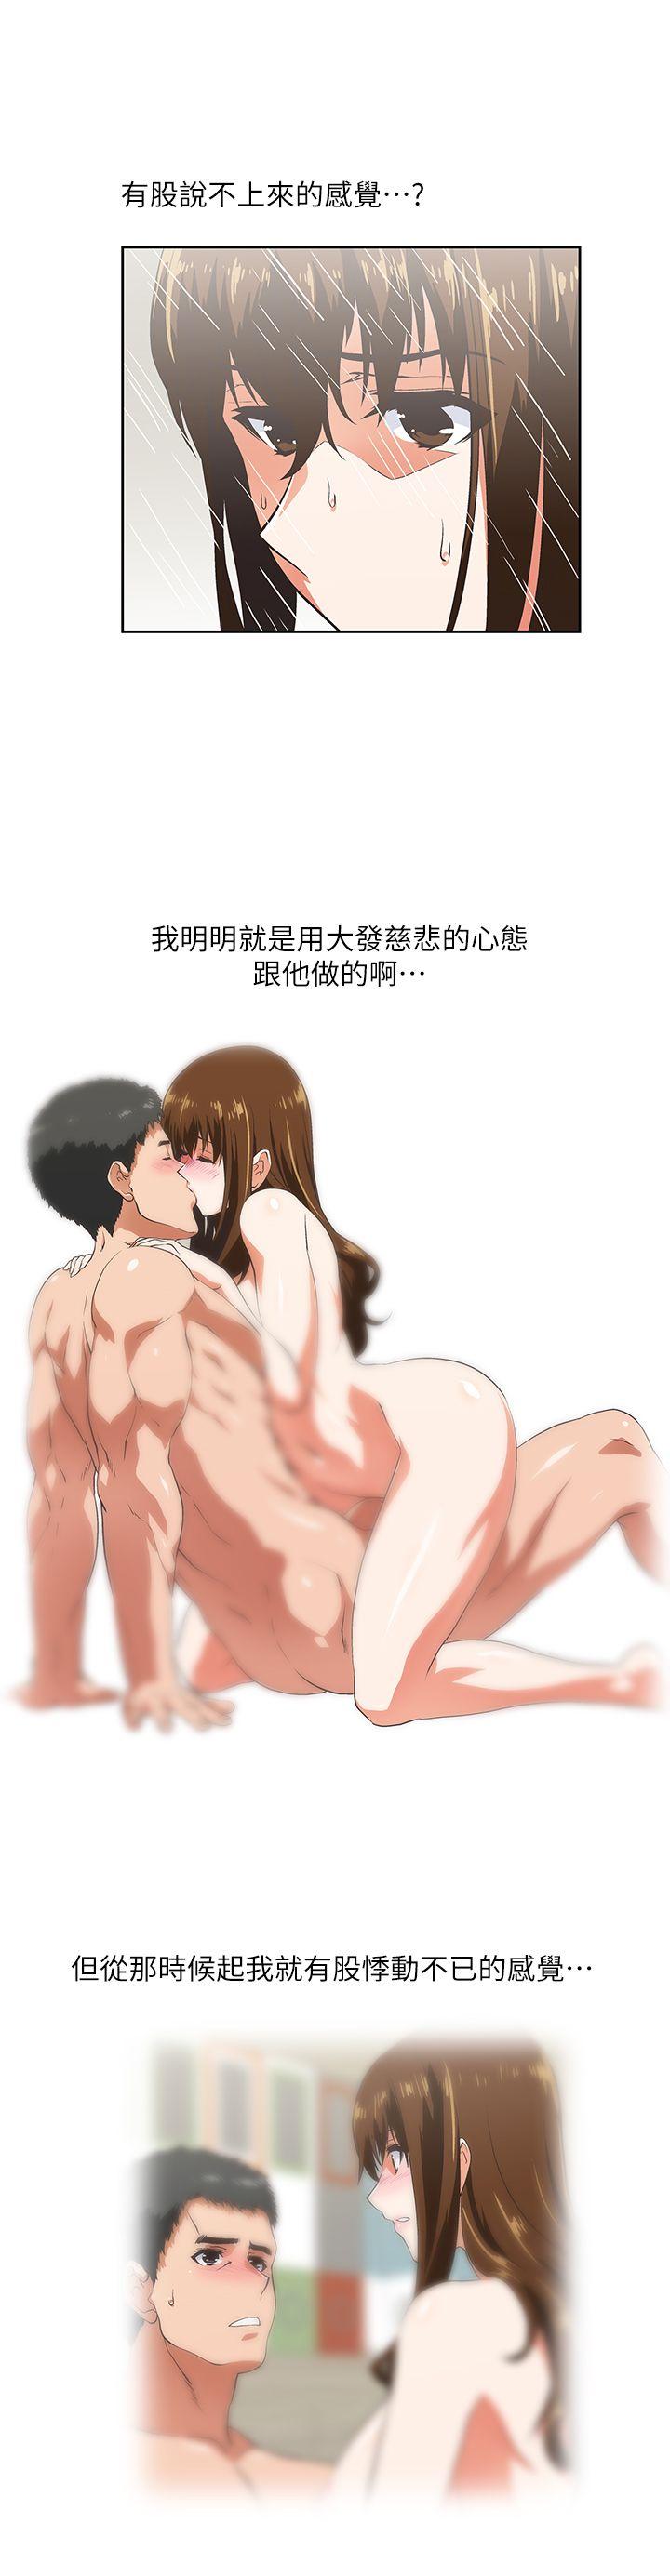 有股說不上來的感覺⋯?
我明明就是用大發慈悲的心態
跟他做的啊⋯
但從那時候起我就有股悸動不已的感覺⋯